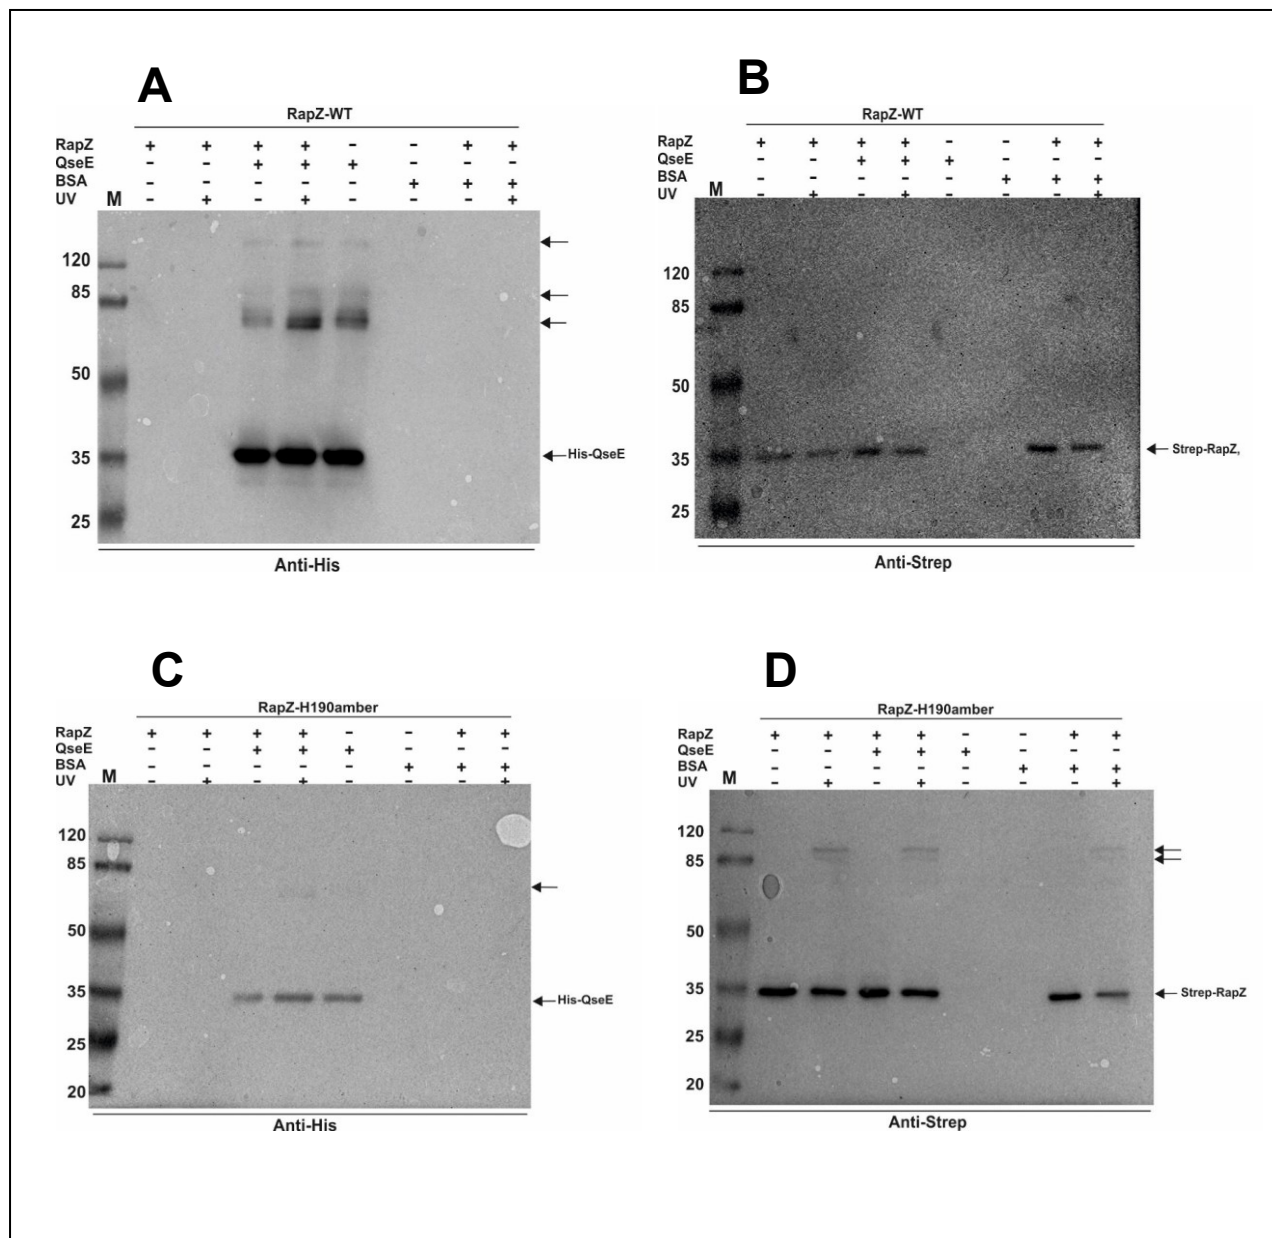 A
RapZ-WT
RapZ + + + + - - + +
QseE - - + + + - - -
BSA - - - - - + + +
UV - + - + - - - +
M
120
85
50
35
25
His-QseE
Anti-His
B
RapZ-WT
RapZ + + + + - - + +
QseE - - + + + - - -
BSA - - - - - + + +
UV - + - + - - - +
M
120
85
50
35
25
Strep-RapZ,
Anti-Strep
C
RapZ-H190amber
RapZ + + + + - - + +
QseE - - + + + - - -
BSA - - - - - + + +
UV - + - + - - - +
M
120
85
50
35
25
20
His-QseE
Anti-His
D
RapZ-H190amber
RapZ + + + + - - + +
QseE - - + + + - - -
BSA - - - - - + + +
UV - + - + - - - +
M
120
85
50
35
25
20
Strep-RapZ
Anti-Strep